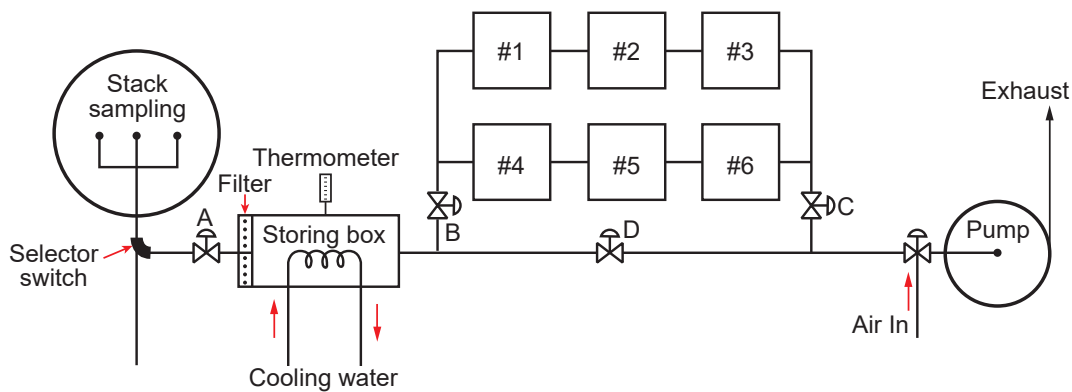 #1
#2
#3
Stack
sampling
Exhaust
#4
#5
#6
Thermometer
Filter
A
B
C
D
Storing box
Pump
Selector
switch
Air In
Cooling water